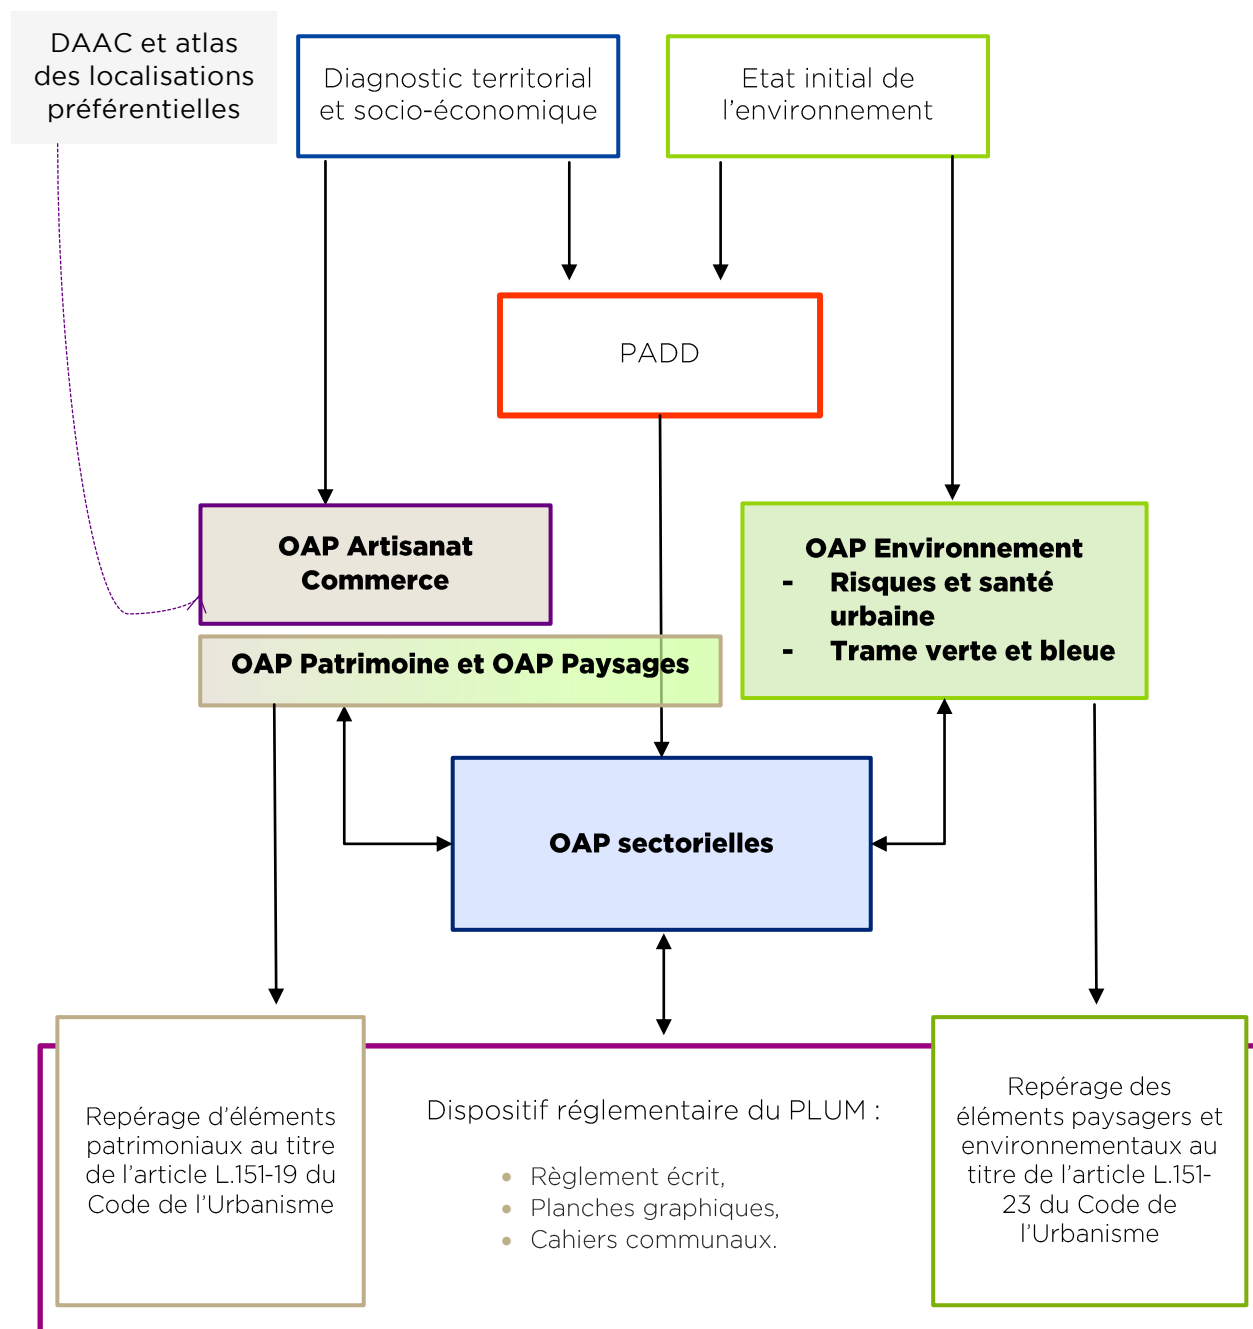 DAAC et atlas
des localisations
préférentielles
Diagnostic territorial
et socio-économique
Etat initial de
l'environnement
PADD
OAP Artisanat
Commerce
OAP Environnement
- Risques et santé
urbaine
- Trame verte et bleue
OAP Patrimoine et OAP Paysages
OAP sectorielles
Repérage d'éléments
patrimoniaux au titre
de l'article L.151-19 du
Code de l'Urbanisme
Dispositif réglementaire du PLUM :
• Règlement écrit,
• Planches graphiques,
• Cahiers communaux.
Repérage des
éléments paysagers et
environnementaux au
titre de l'article L.151-
23 du Code de
l'Urbanisme